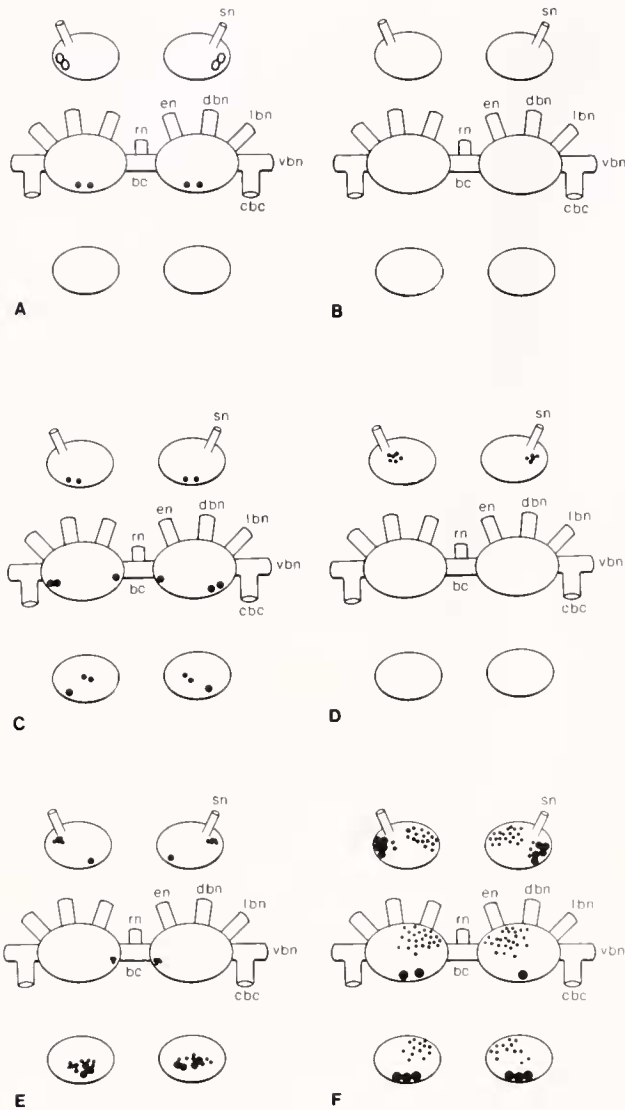 sn sn
en dbn lbn en dbn lbn
rn rn
vbn vbn
bc bc
cbc cbc
A B
sn sn
en dbn lbn en dbn lbn
rn rn
vbn vbn
bc bc
cbc cbc
C D
sn sn
en dbn lbn en dbn lbn
rn rn
vbn vbn
bc bc
cbc cbc
E F